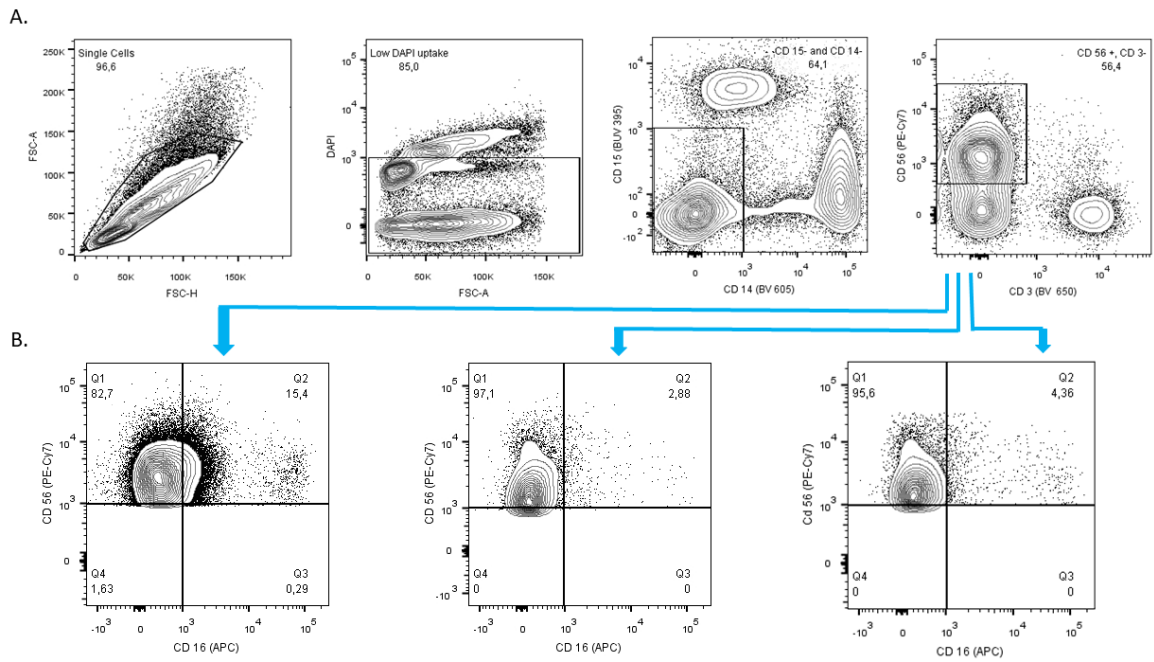 A.
Single Cells
96,6
250K
200K
150K
100K
50K
0
FSC-A
0
50K
100K
150K
FSC-H
Low DAPI uptake
85,0
10^5
10^4
10^3
0
DAPI
0
50K
100K
150K
FSC-A
CD 15- and CD 14-
64,1
10^5
10^4
10^3
10^2
0
-10^2
CD 15 (BUV 395)
0
10^3
10^4
10^5
CD 14 (BV 605)
CD 56 +, CD 3-
56,4
10^5
10^4
10^3
0
CD 56 (PE-Cy7)
0
10^3
10^4
CD 3 (BV 650)
B.
Q1
82,7
Q2
15,4
10^5
10^4
10^3
0
CD 56 (PE-Cy7)
Q4
1,63
Q3
0,29
-10^3
0
10^3
10^4
10^5
CD 16 (APC)
Q1
97,1
Q2
2,88
10^5
10^4
10^3
0
-10^3
CD 56 (PE-Cy7)
Q4
0
Q3
0
-10^3
0
10^3
10^4
10^5
CD 16 (APC)
Q1
95,6
Q2
4,36
10^5
10^4
10^3
0
Cd 56 (PE-Cy7)
Q4
0
Q3
0
-10^3
0
10^3
10^4
10^5
CD 16 (APC)